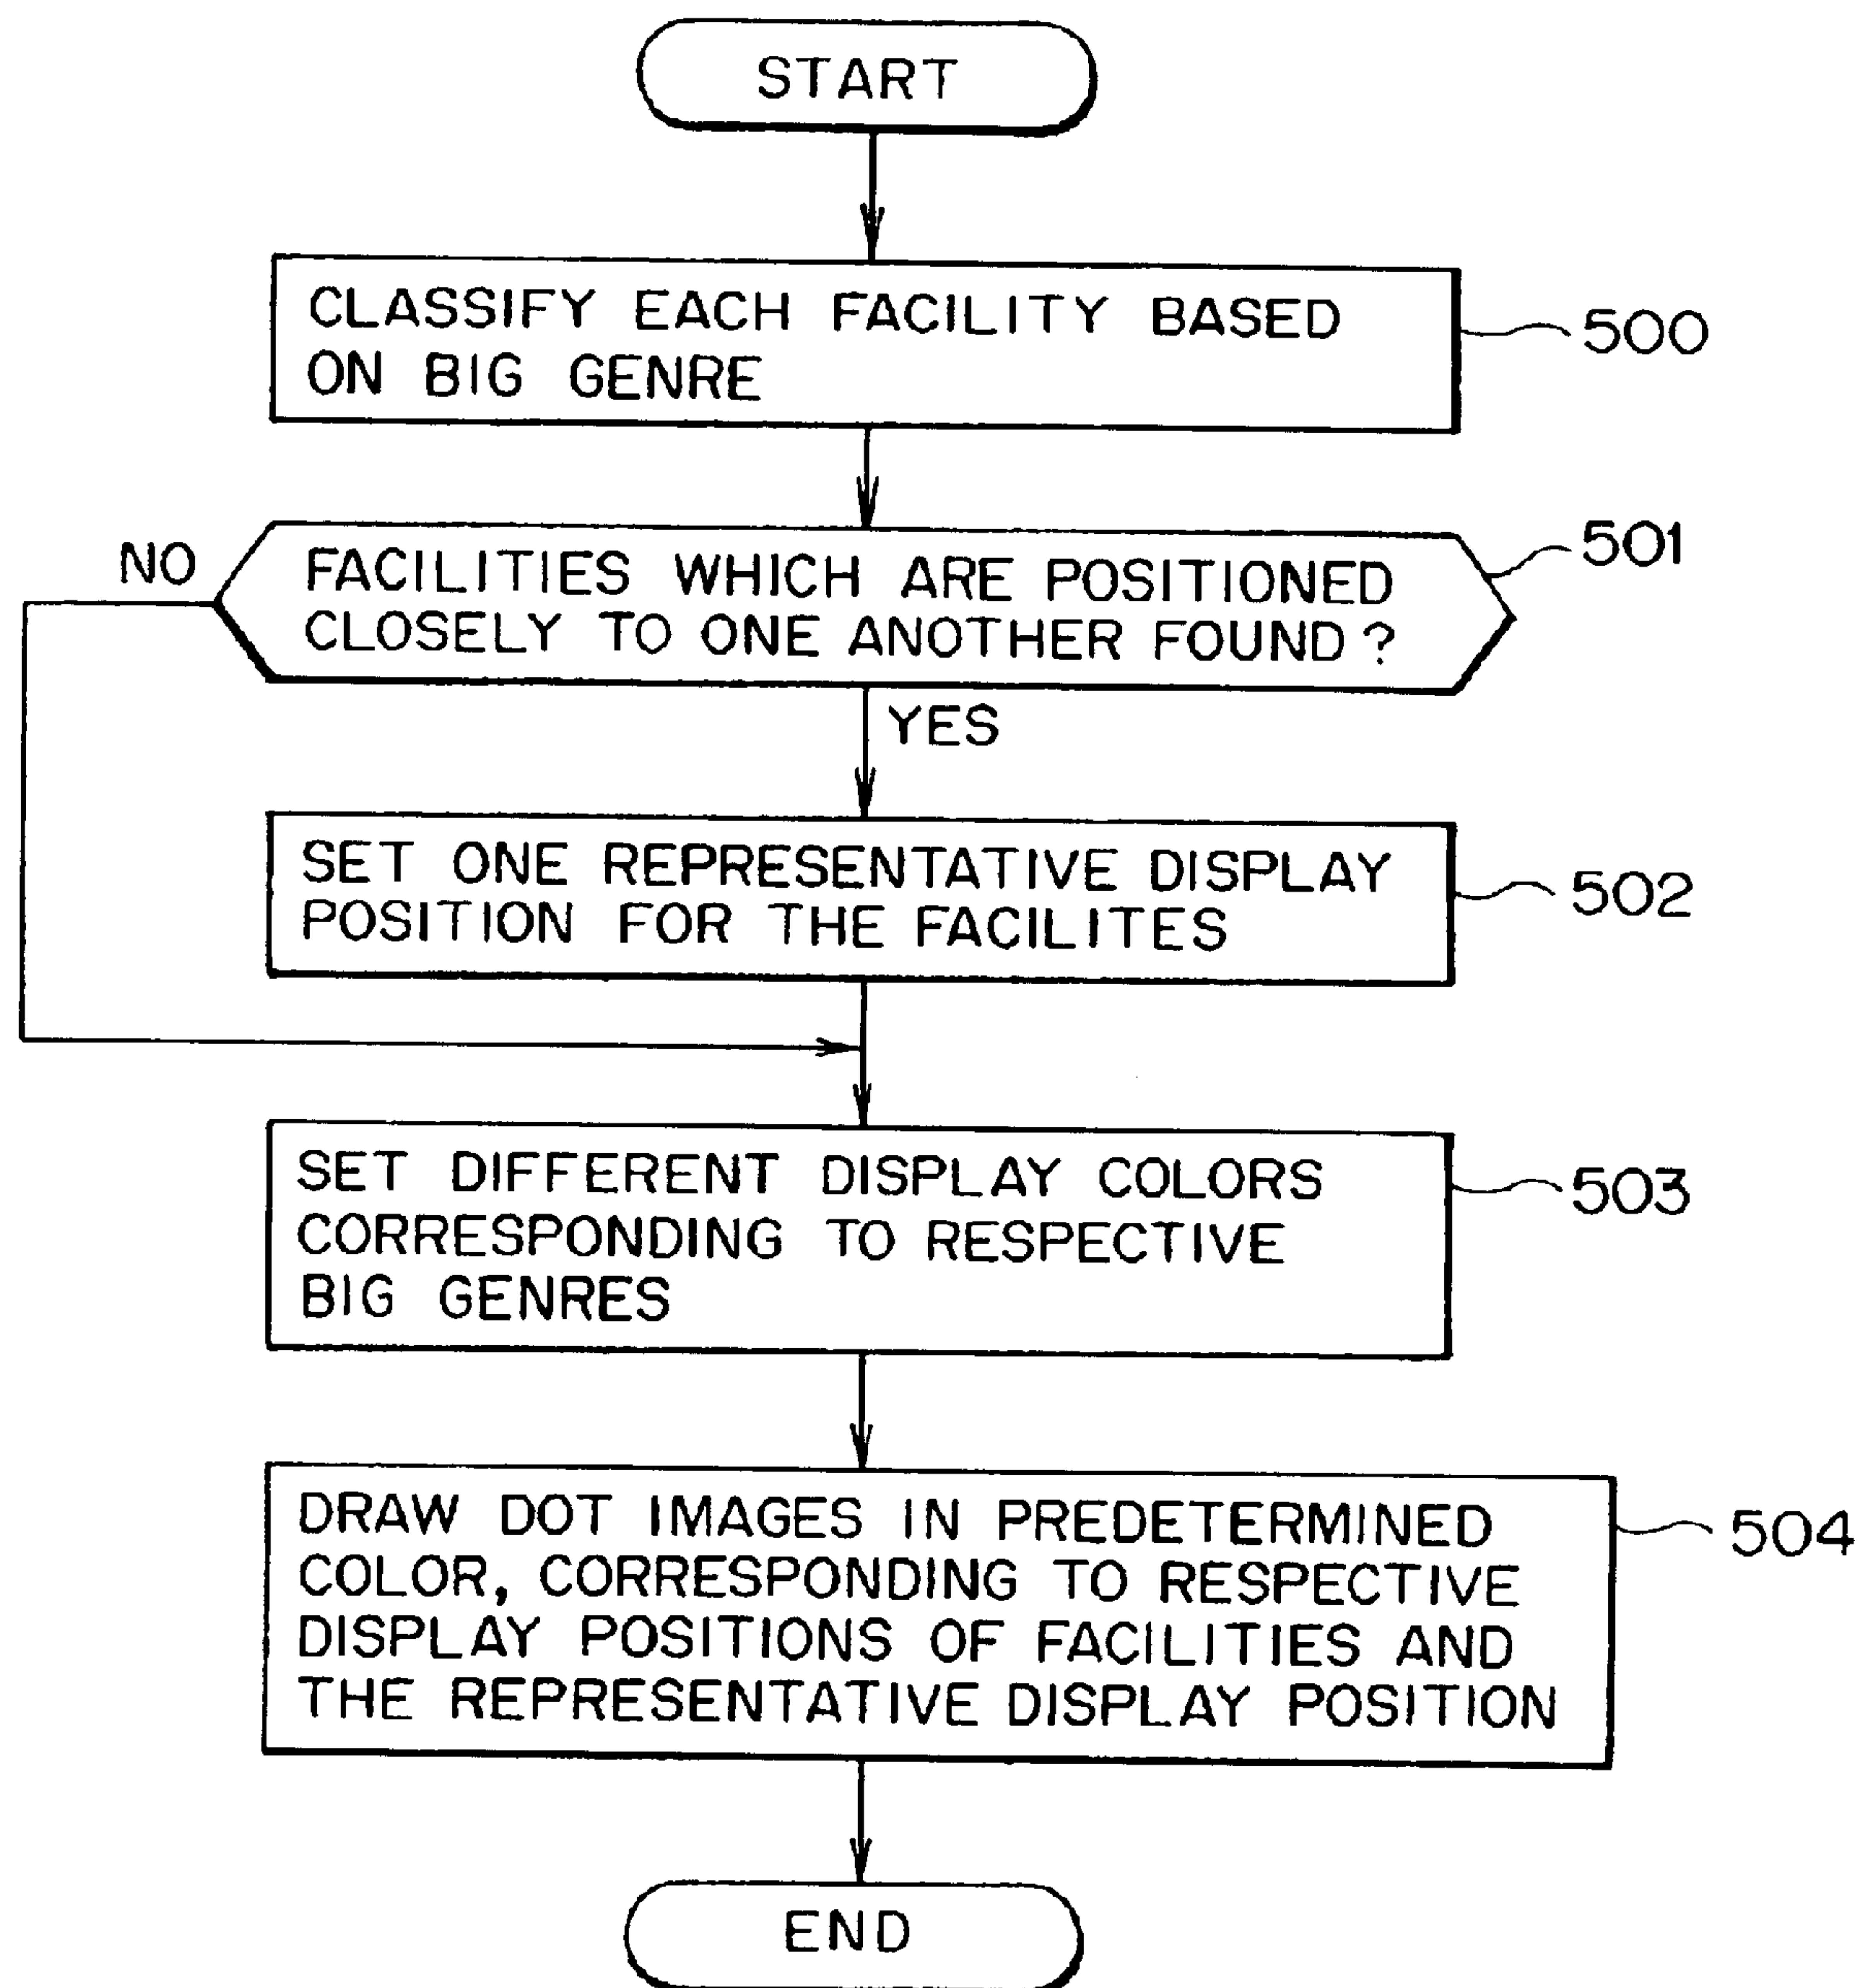 START
CLASSIFY EACH FACILITY BASED
ON BIG GENRE
500
NO
FACILITIES WHICH ARE POSITIONED
CLOSELY TO ONE ANOTHER FOUND?
501
YES
SET ONE REPRESENTATIVE DISPLAY
POSITION FOR THE FACILITES
502
SET DIFFERENT DISPLAY COLORS
CORRESPONDING TO RESPECTIVE
BIG GENRES
503
DRAW DOT IMAGES IN PREDETERMINED
COLOR, CORRESPONDING TO RESPECTIVE
DISPLAY POSITIONS OF FACILITIES AND
THE REPRESENTATIVE DISPLAY POSITION
504
END